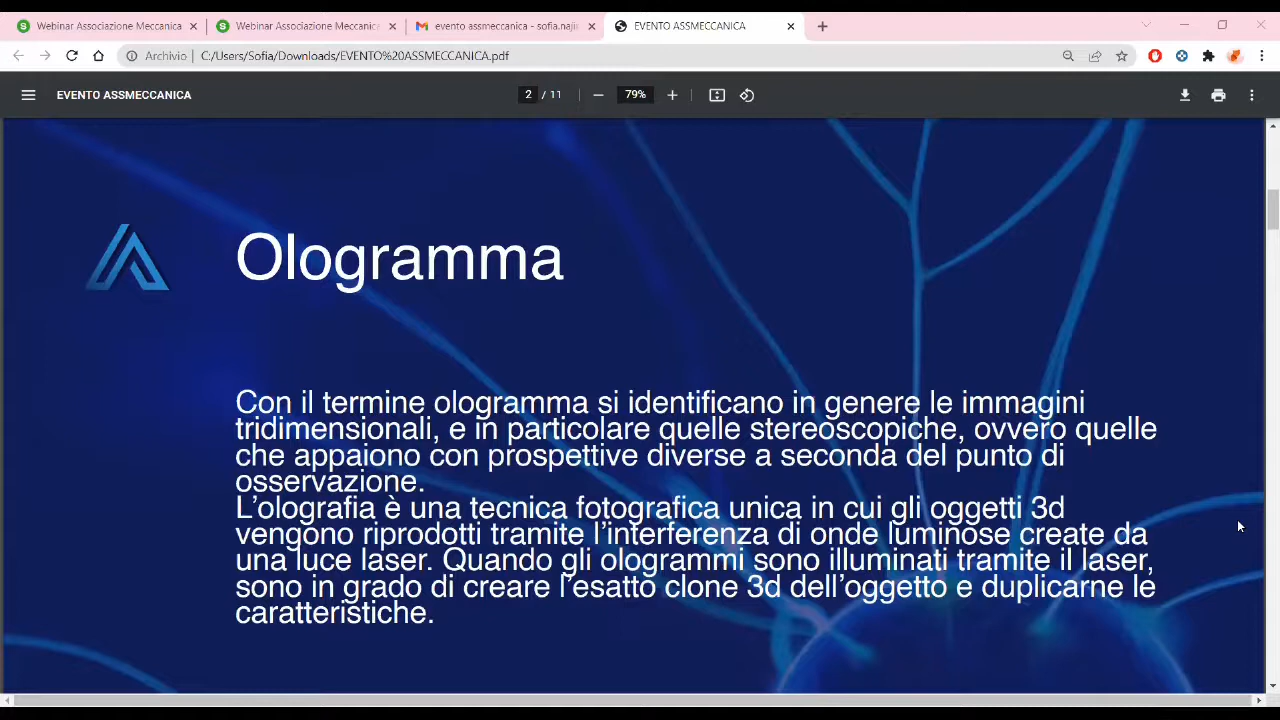 Webinar Associazione Meccanica
Webinar Associazione Meccanica
evento assmeccanica - sofia.naji
EVENTO ASSMECCANICA
Archivio
C:/Users/Sofia/Downloads/EVENTO%20ASSMECCANICA.pdf
EVENTO ASSMECCANICA
2 / 11
79%
Ologramma
Con il termine ologramma si identificano in genere le immagini
tridimensionali, e in particolare quelle stereoscopiche, ovvero quelle
che appaiono con prospettive diverse a seconda del punto di
osservazione.
L'olografia è una tecnica fotografica unica in cui gli oggetti 3d
vengono riprodotti tramite l'interferenza di onde luminose create da
una luce laser. Quando gli ologrammi sono illuminati tramite il laser,
sono in grado di creare l'esatto clone 3d dell'oggetto e duplicarne le
caratteristiche.